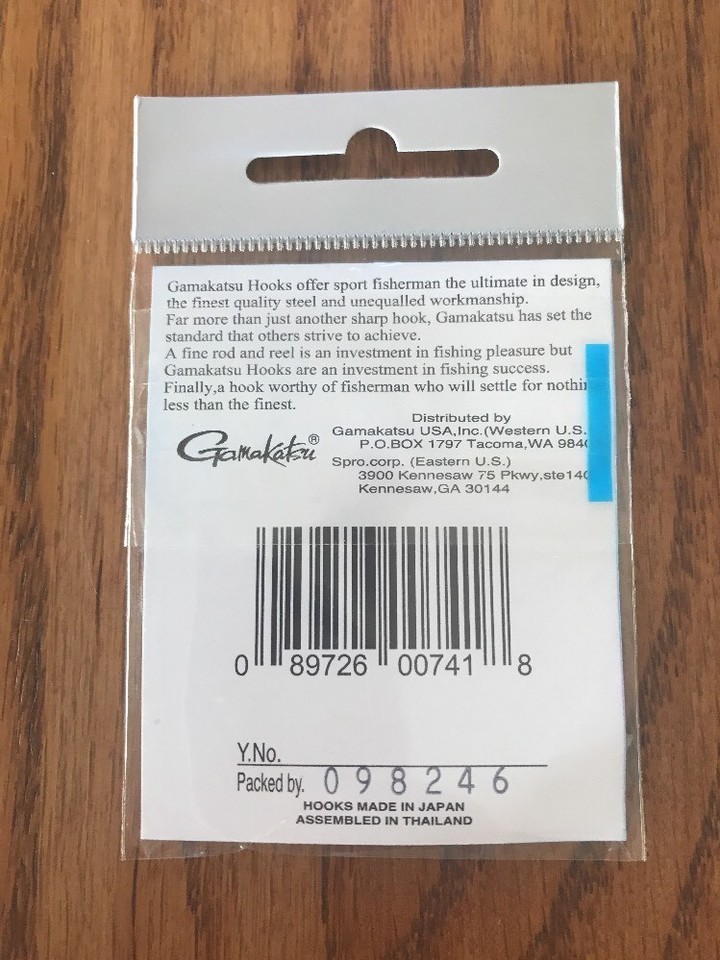 Gamakatsu Hooks offer sport fisherman the ultimate in design,
the finest quality steel and unequalled workmanship.
Far more than just another sharp hook, Gamakatsu has set the
standard that others strive to achieve.
A fine rod and reel is an investment in fishing pleasure but
Gamakatsu Hooks are an investment in fishing success.
Finally,a hook worthy of fisherman who will settle for
less than the finest.
Gamakatsu®
Distributed by
Gamakatsu USA,Inc.(Western U.S.
P.O.BOX 1797 Tacoma,WA
Spro.corp. (Eastern U.S.)
3900 Kennesaw 75 Pkwy,
Kennesaw,GA 30144
0 89726 00741 8
Y.No.
Packed by. 098246
HOOKS MADE IN JAPAN
ASSEMBLED IN THAILAND